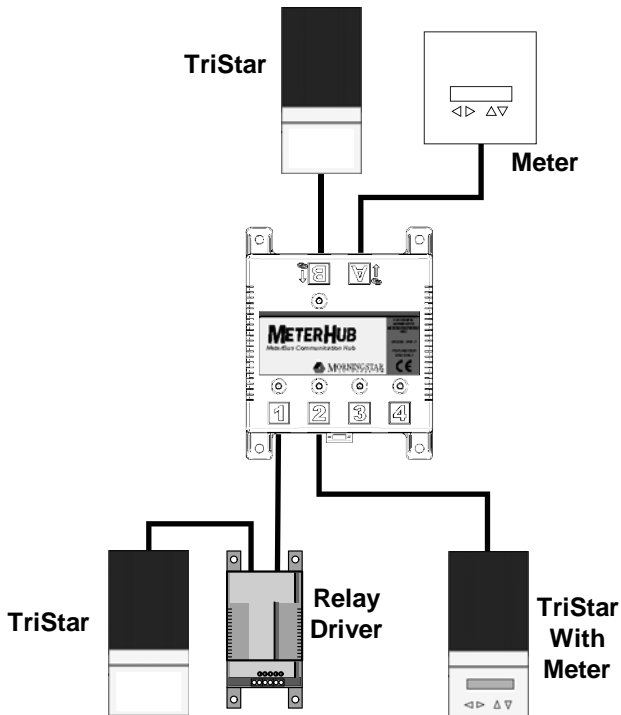 TriStar
Meter
B
A
METERHUB
MeterBus Communication Hub
MORNINGSTAR
CE
1 2 3 4
TriStar
Relay
Driver
TriStar
With
Meter